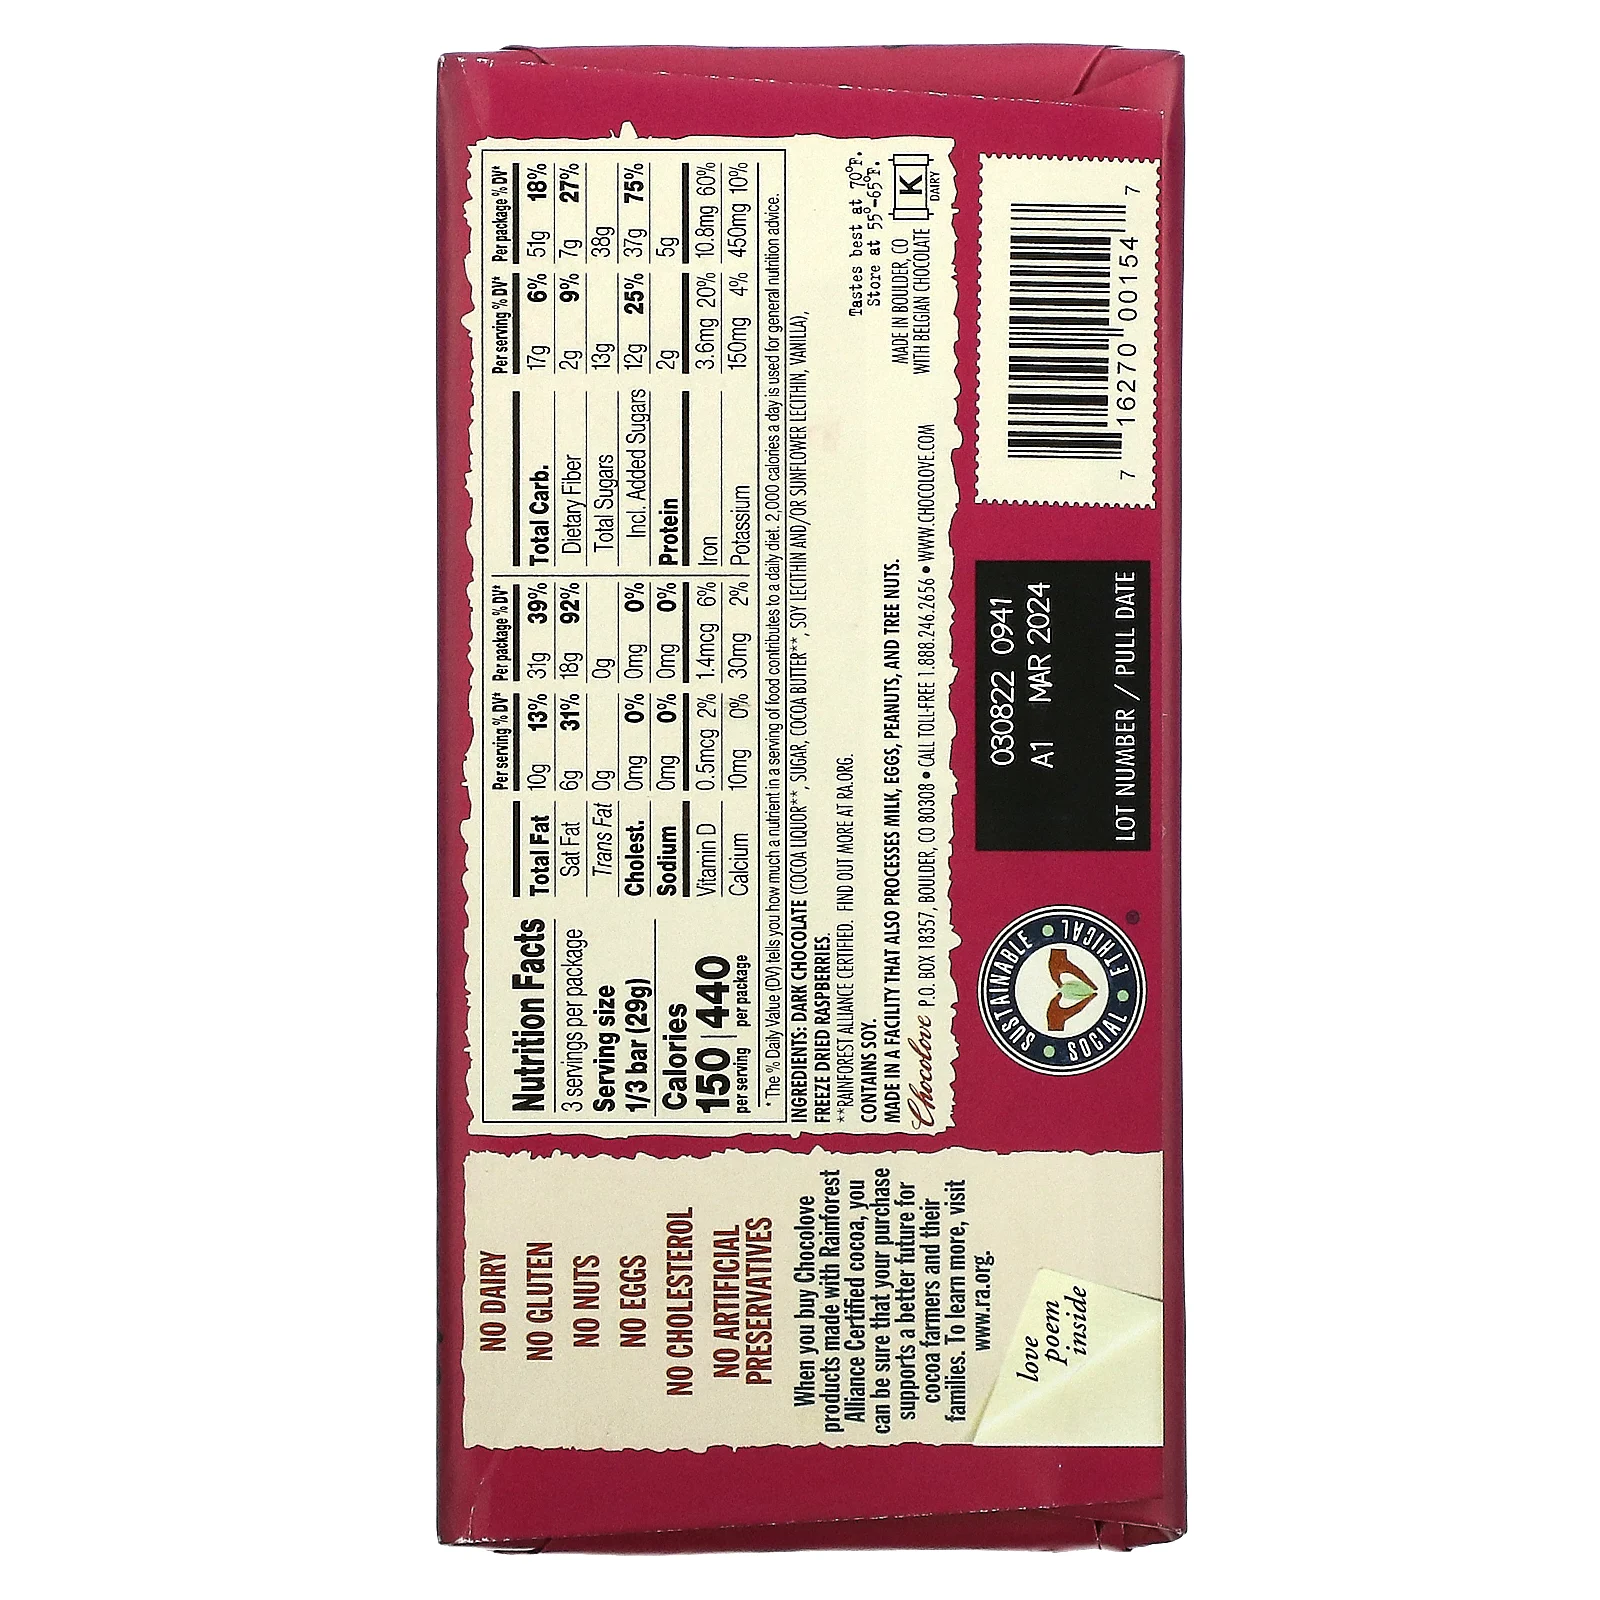 NO DAIRY
NO GLUTEN
NO NUTS
NO EGGS
NO CHOLESTEROL
NO ARTIFICIAL
PRESERVATIVES
When you buy Chocolove
products made with Rainforest
Alliance Certified cocoa, you
can be sure that your purchase
supports a better future for
cocoa farmers and their
families. To learn more, visit
www.ra.org.
love
poem
inside
Nutrition Facts
3 servings per package
Serving size
1/3 bar (29g)
Calories
150 | 440
per serving per package
Per serving % DV* Per package % DV*
Total Fat 10g 13% 31g 39%
Sat Fat 6g 31% 18g 92%
Trans Fat 0g 0g
Cholest. 0mg 0% 0mg 0%
Sodium 0mg 0% 0mg 0%
Vitamin D 0.5mcg 2% 1.4mcg 6%
Calcium 10mg 0% 30mg 2%
Per serving % DV* Per package % DV*
Total Carb. 17g 6% 51g 18%
Dietary Fiber 2g 9% 7g 27%
Total Sugars 13g 38g
Incl. Added Sugars 12g 25% 37g 75%
Protein 2g 5g
Iron 3.6mg 20% 10.8mg 60%
Potassium 150mg 4% 450mg 10%
* The % Daily Value (DV) tells you how much a nutrient in a serving of food contributes to a daily diet. 2,000 calories a day is used for general nutrition advice.
INGREDIENTS: DARK CHOCOLATE (COCOA LIQUOR**, SUGAR, COCOA BUTTER**, SOY LECITHIN AND/OR SUNFLOWER LECITHIN, VANILLA),
FREEZE DRIED RASPBERRIES.
**RAINFOREST ALLIANCE CERTIFIED. FIND OUT MORE AT RA.ORG.
CONTAINS SOY.
MADE IN A FACILITY THAT ALSO PROCESSES MILK, EGGS, PEANUTS, AND TREE NUTS.
Chocolove P.O. BOX 18357, BOULDER, CO 80308 • CALL TOLL-FREE 1.888.246.2656 • WWW.CHOCOLOVE.COM
Tastes best at 70°F.
Store at 55°-65°F.
MADE IN BOULDER, CO
WITH BELGIAN CHOCOLATE
K
DAIRY
SUSTAINABLE • ETHICAL • SOCIAL •
®
030822 0941
A1 MAR 2024
LOT NUMBER / PULL DATE
7 16270 00154 7